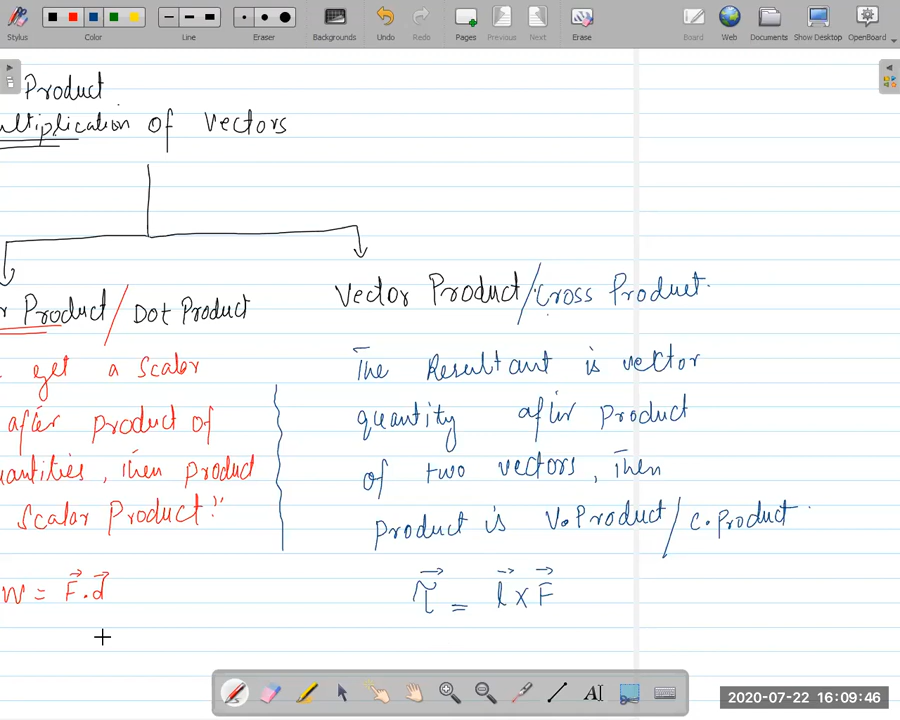 Stylus Color Line Eraser Backgrounds Undo Redo Pages Previous Next Erase Board Web Documents Show Desktop OpenBoard
Product
ultiplication of Vectors
r Product / Dot Product
get a Scalar
after product of
uantities, then product
Scalar Product."
W = F⃗.d⃗
Vector Product / Cross Product.
The Resultant is vector
quantity after product
of two vectors, then
product is V.Product / C.Product
τ⃗ = l⃗ × F⃗
2020-07-22 16:09:46